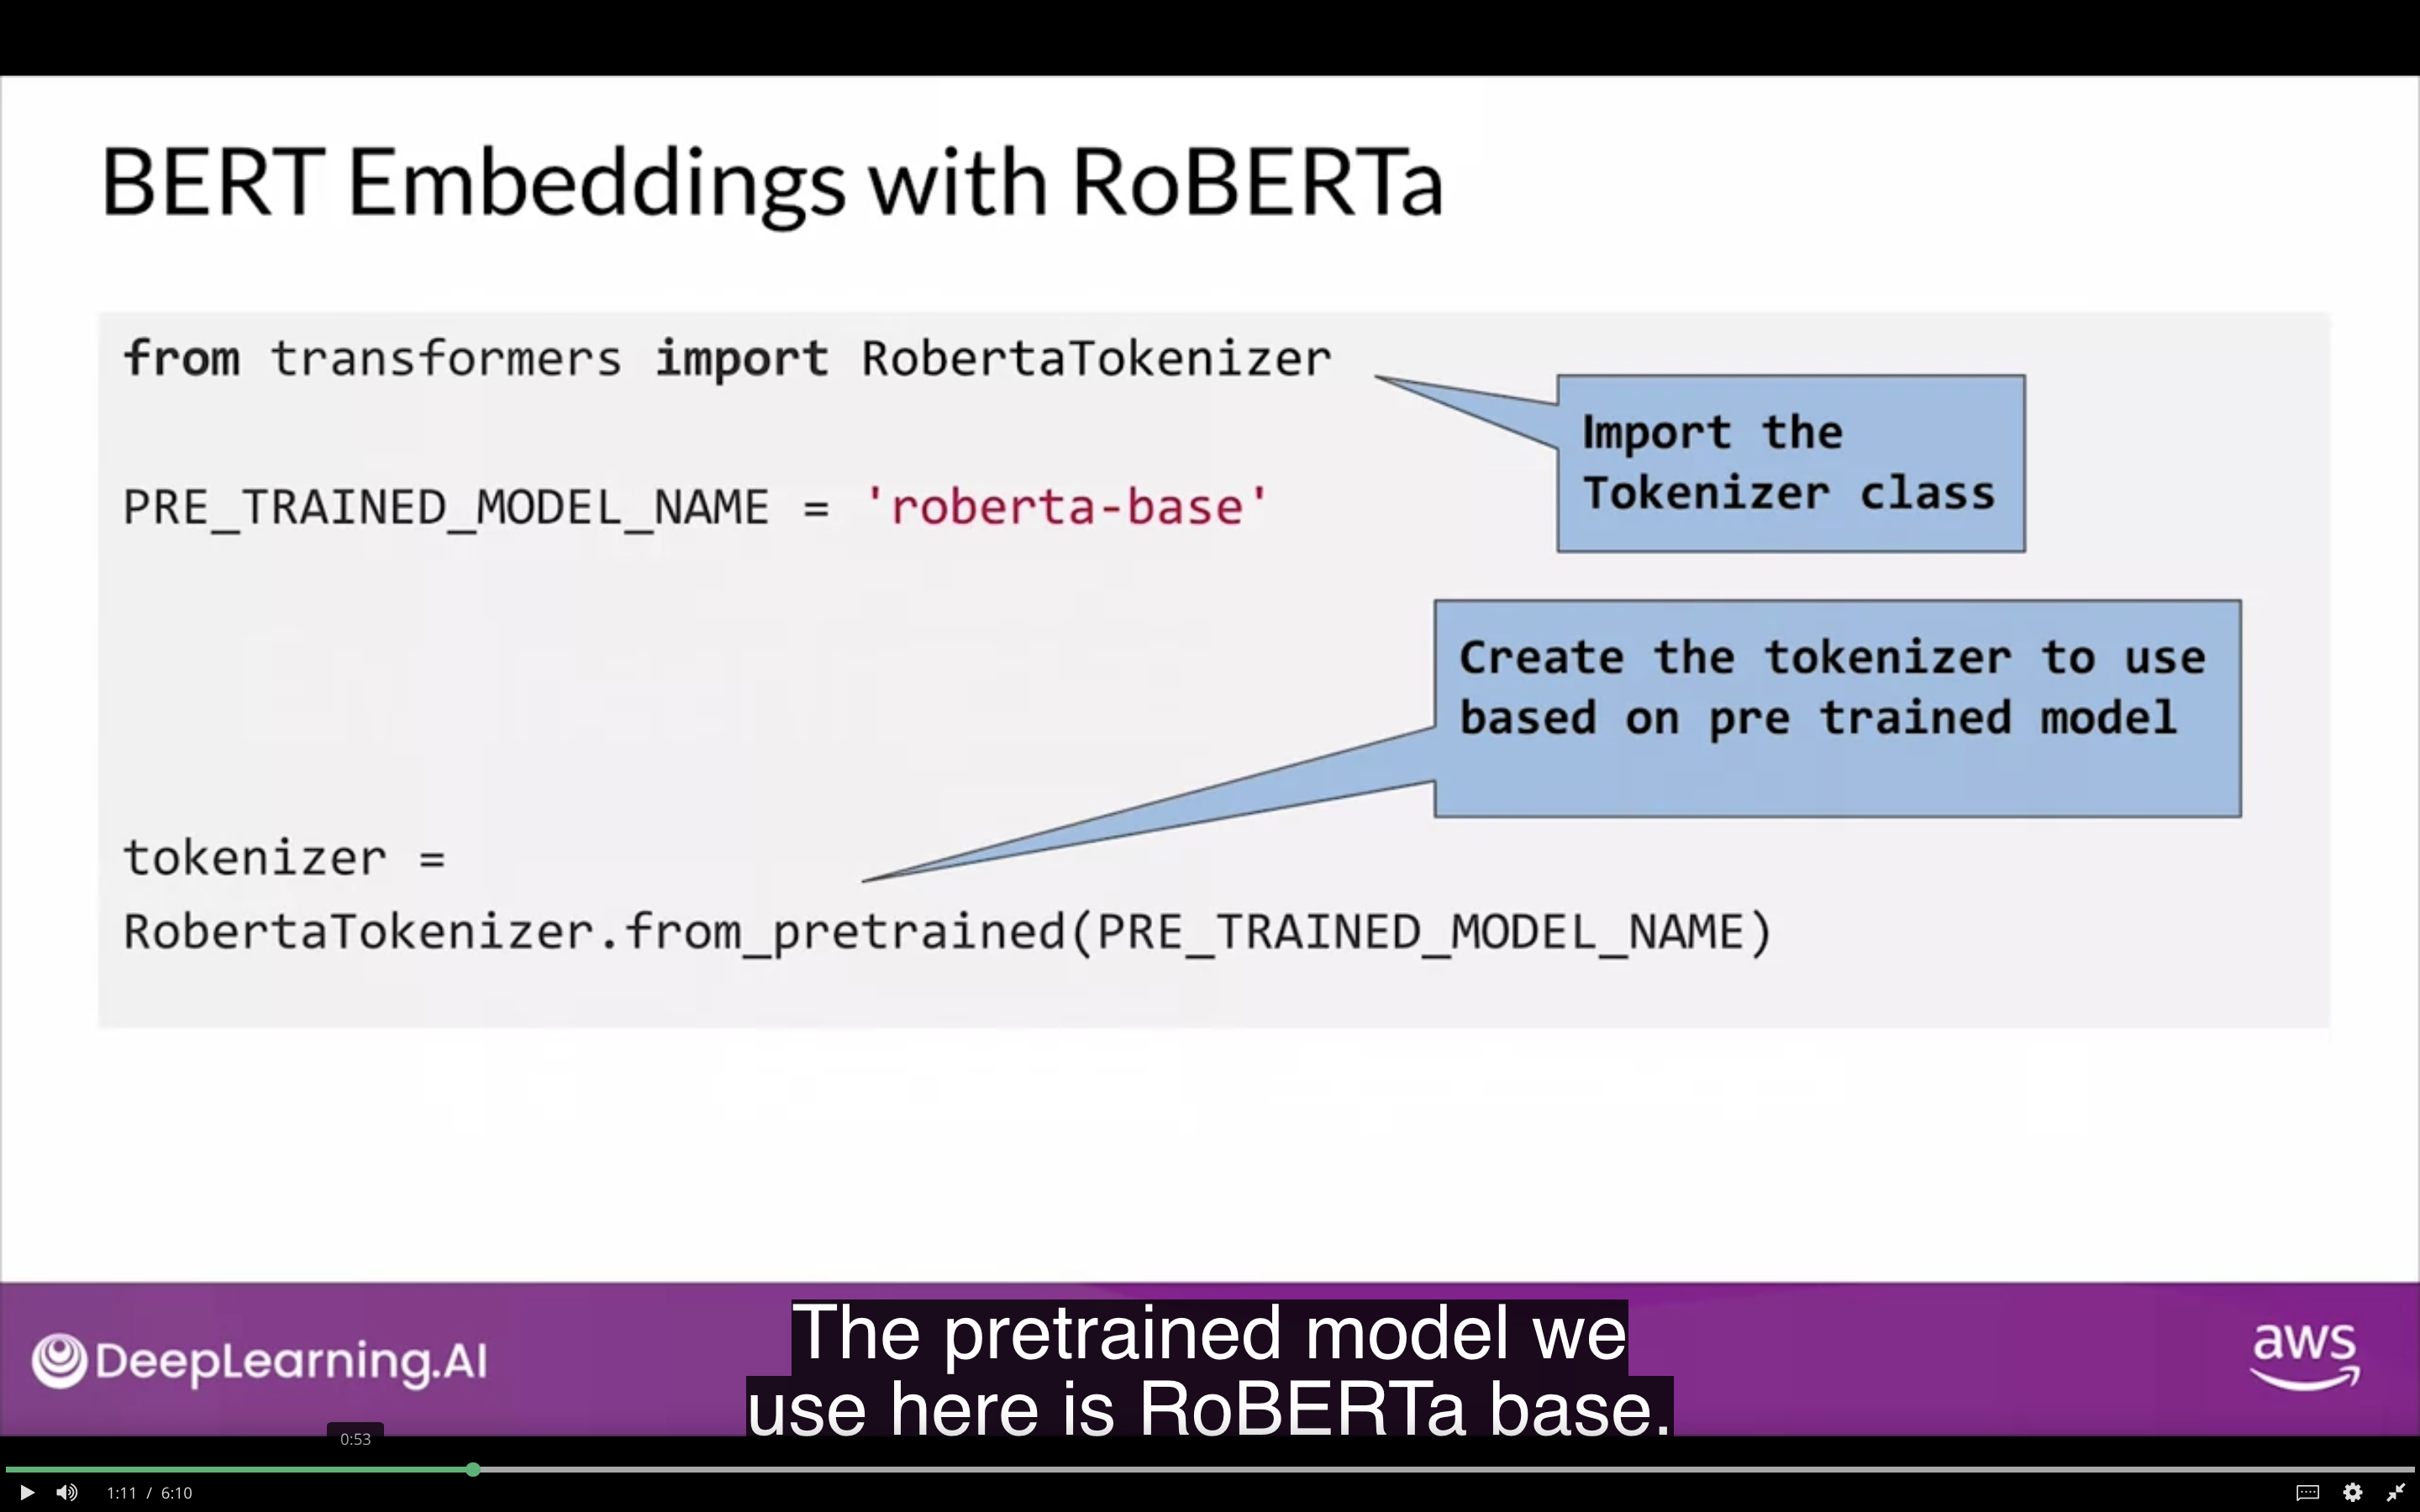 BERT Embeddings with RoBERTa
from transformers import RobertaTokenizer
Import the
Tokenizer class
PRE_TRAINED_MODEL_NAME = 'roberta-base'
Create the tokenizer to use
based on pre trained model
tokenizer =
RobertaTokenizer.from_pretrained(PRE_TRAINED_MODEL_NAME)
DeepLearning.AI
The pretrained model we
use here is RoBERTa base.
aws
0:53
1:11 / 6:10